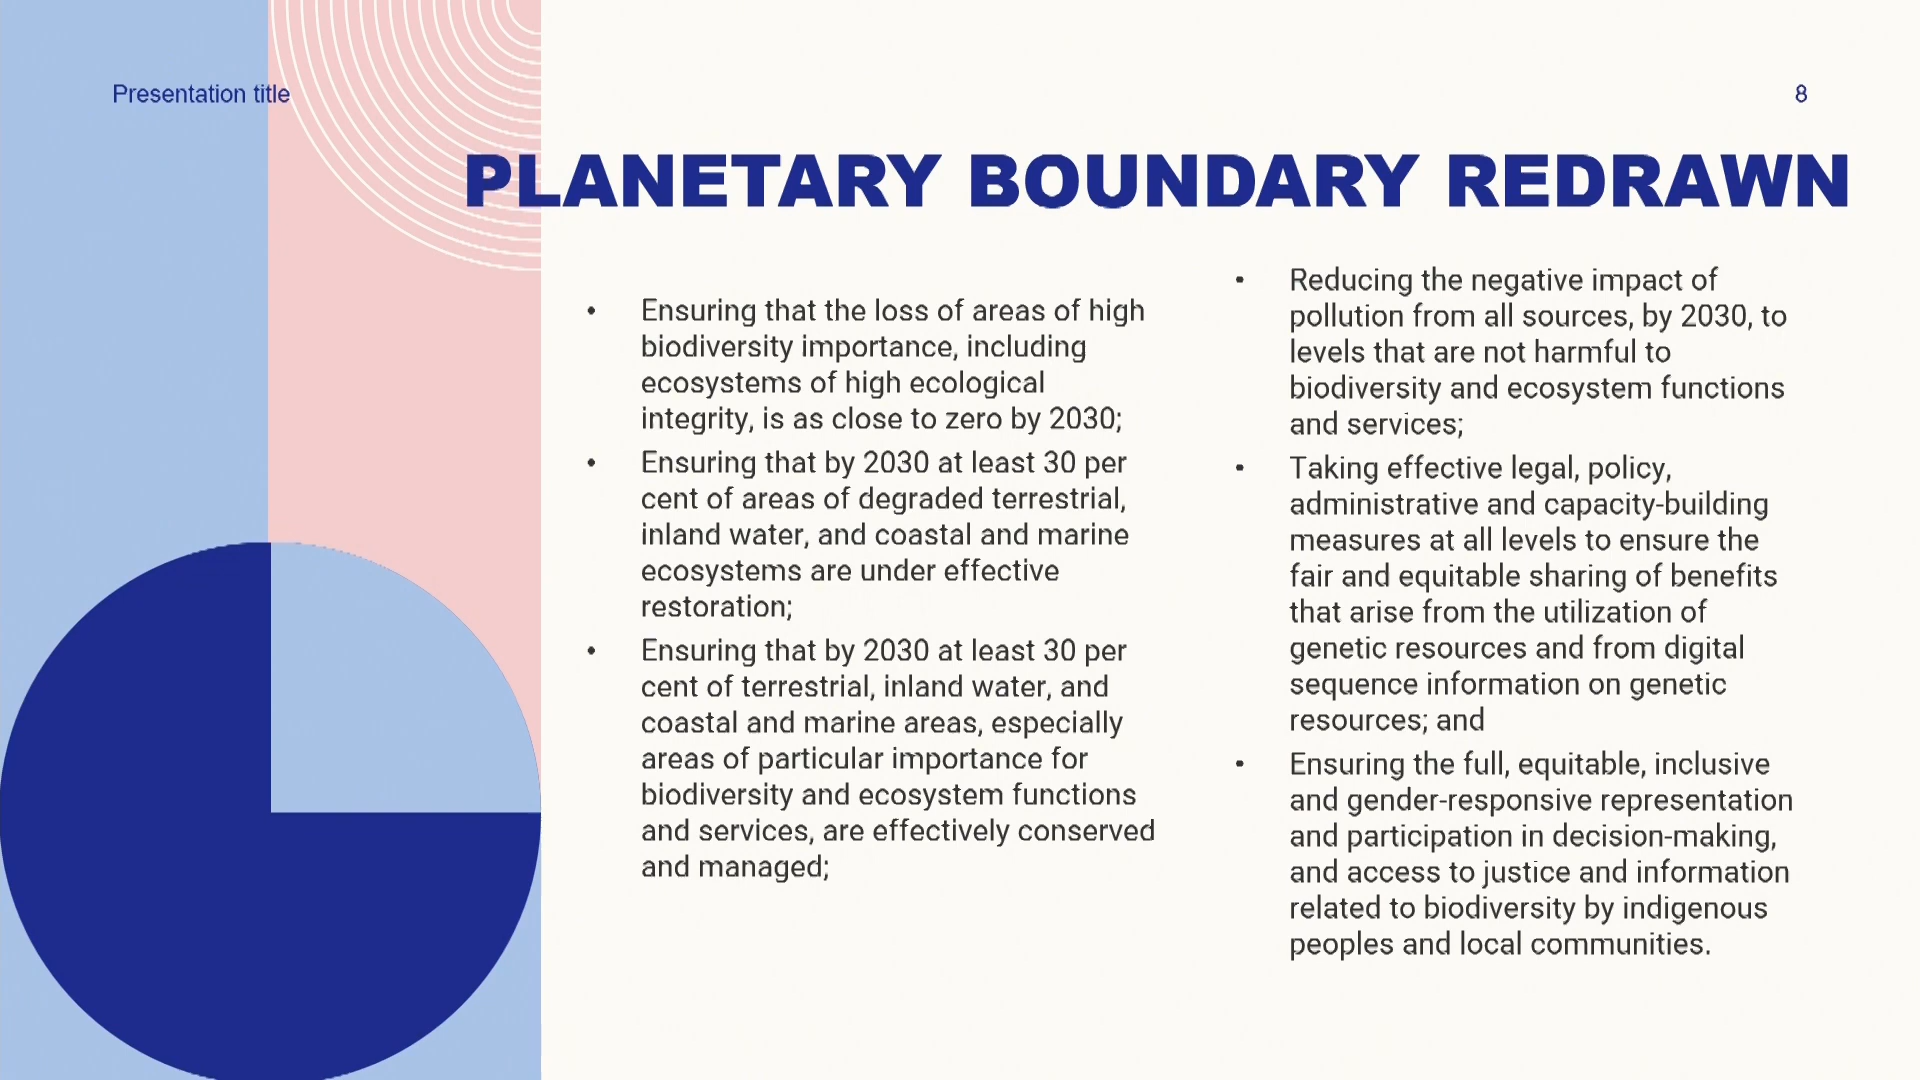 Presentation title
8
PLANETARY BOUNDARY REDRAWN
• Ensuring that the loss of areas of high
biodiversity importance, including
ecosystems of high ecological
integrity, is as close to zero by 2030;
• Ensuring that by 2030 at least 30 per
cent of areas of degraded terrestrial,
inland water, and coastal and marine
ecosystems are under effective
restoration;
• Ensuring that by 2030 at least 30 per
cent of terrestrial, inland water, and
coastal and marine areas, especially
areas of particular importance for
biodiversity and ecosystem functions
and services, are effectively conserved
and managed;
• Reducing the negative impact of
pollution from all sources, by 2030, to
levels that are not harmful to
biodiversity and ecosystem functions
and services;
• Taking effective legal, policy,
administrative and capacity-building
measures at all levels to ensure the
fair and equitable sharing of benefits
that arise from the utilization of
genetic resources and from digital
sequence information on genetic
resources; and
• Ensuring the full, equitable, inclusive
and gender-responsive representation
and participation in decision-making,
and access to justice and information
related to biodiversity by indigenous
peoples and local communities.